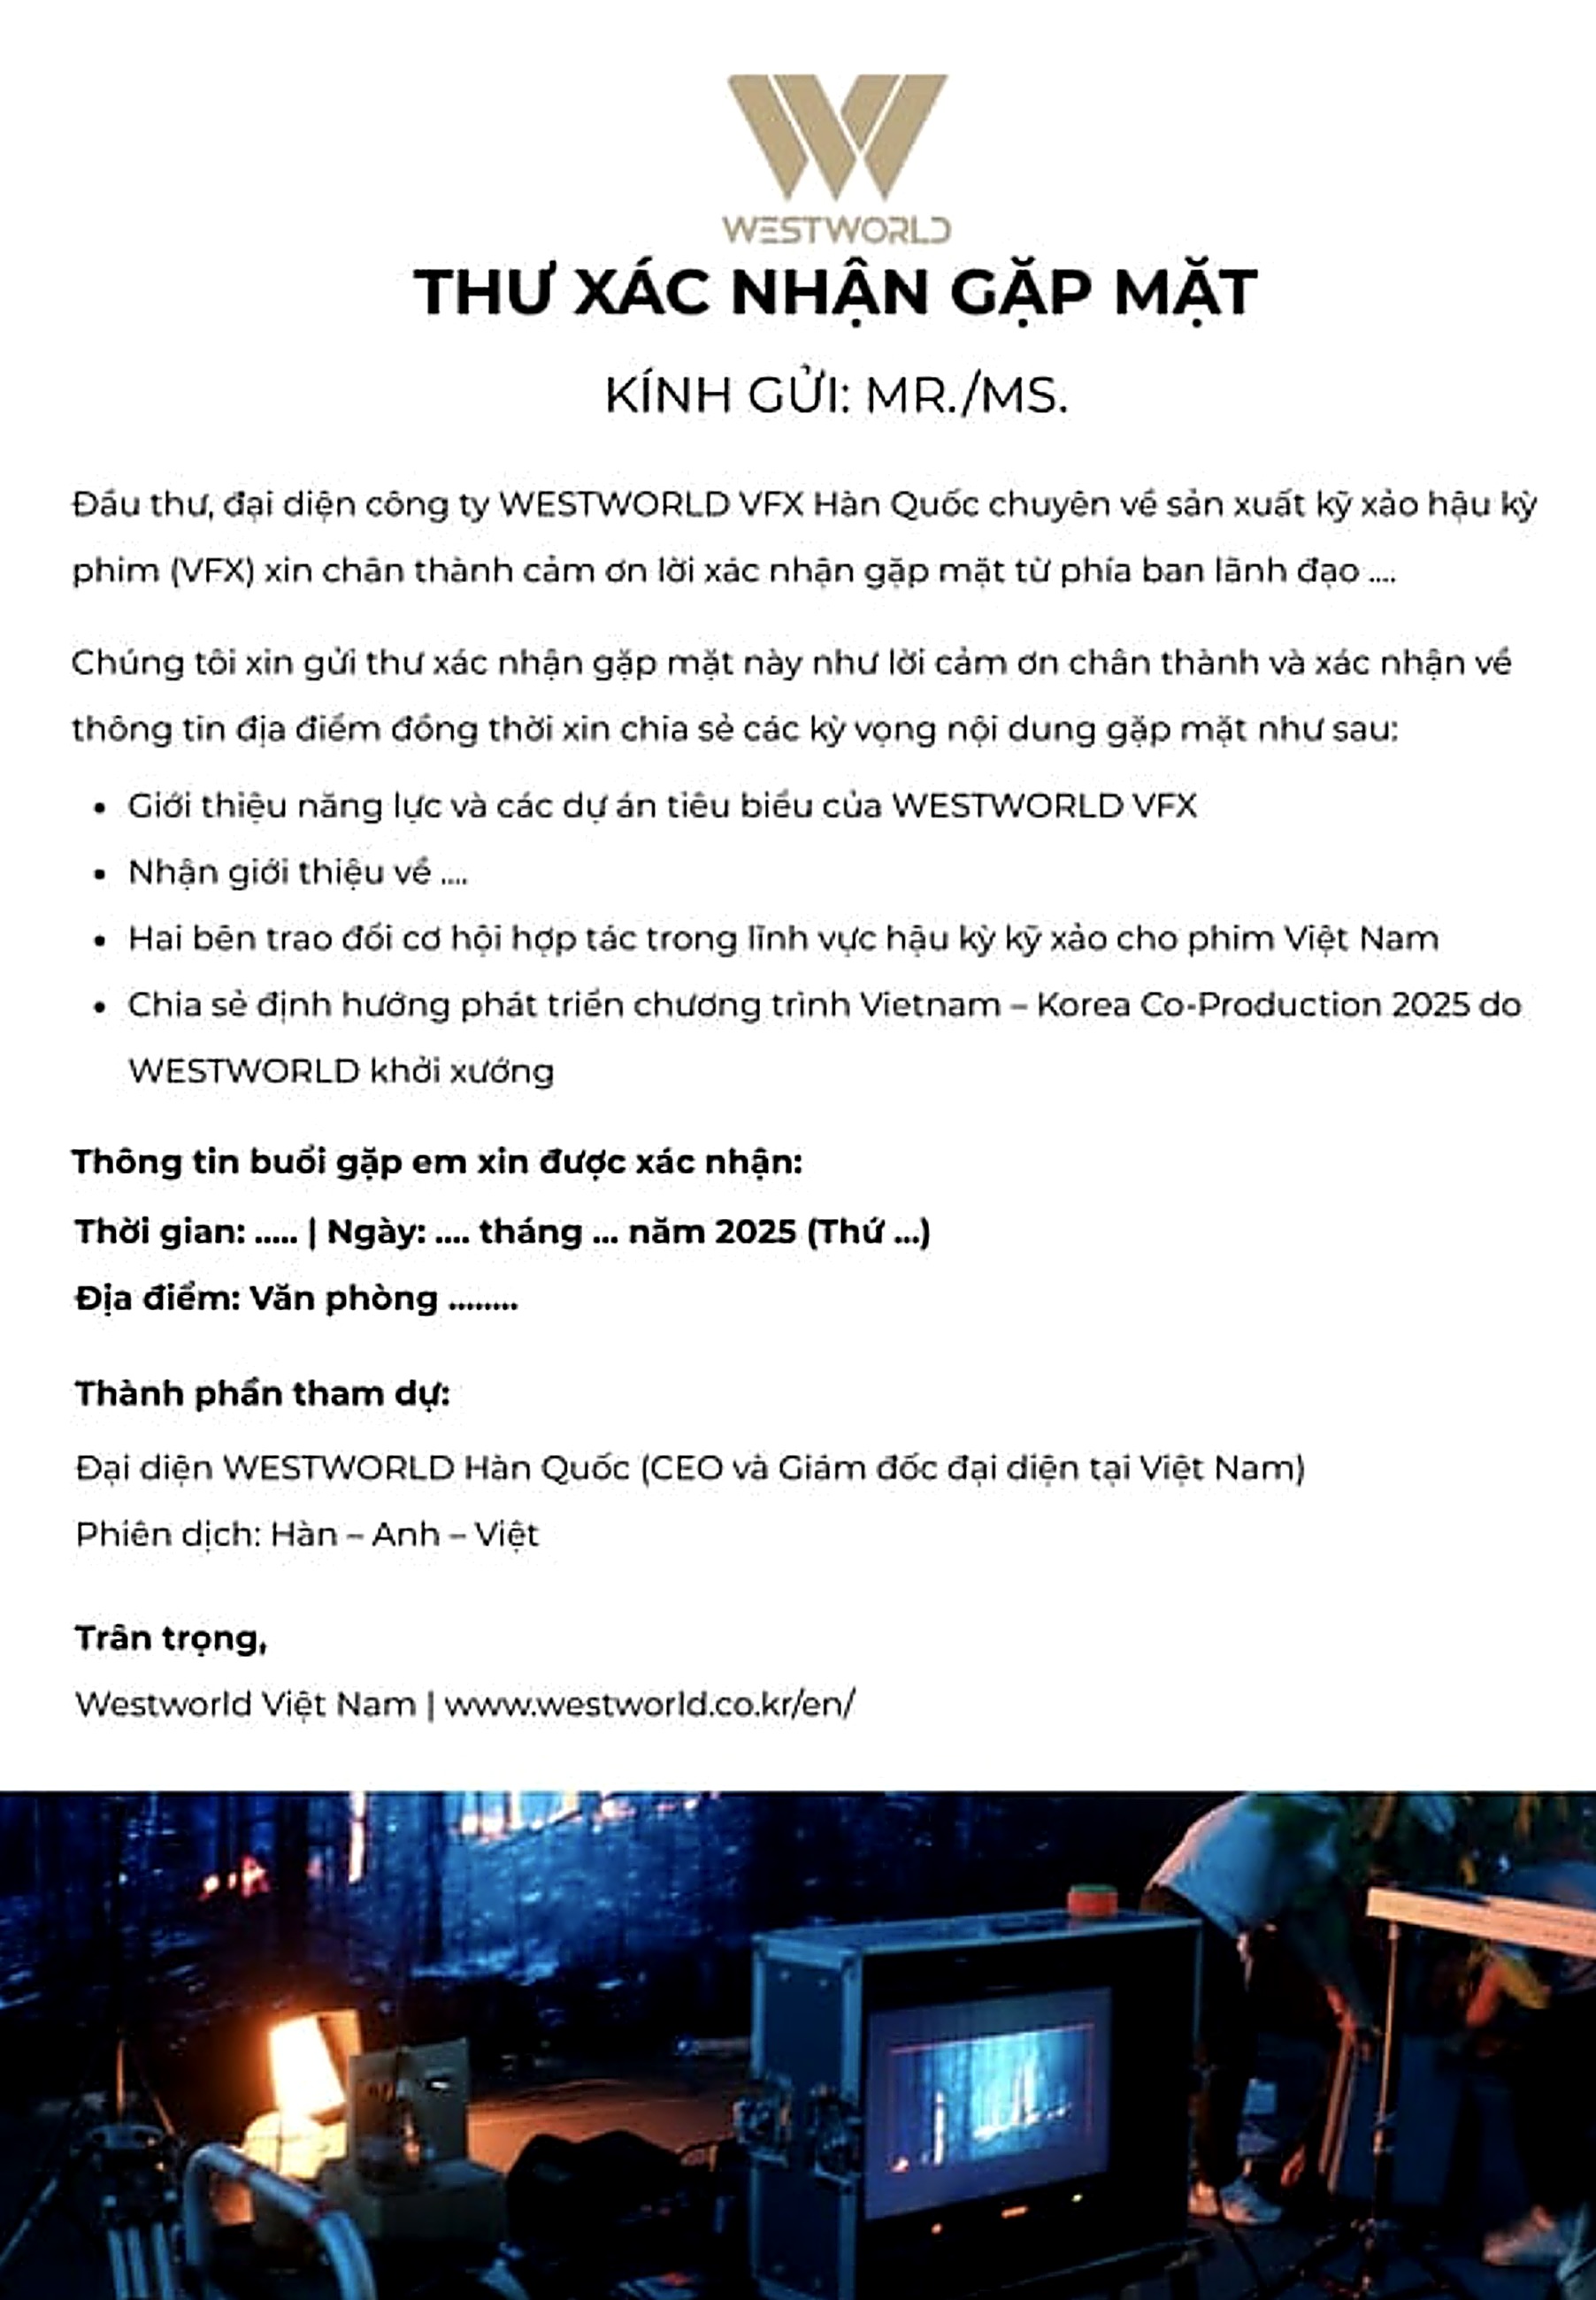 WESTWORLD
THƯ XÁC NHẬN GẶP MẶT
KÍNH GỬI: MR./MS.
Đầu thư, đại diện công ty WESTWORLD VFX Hàn Quốc chuyên về sản xuất kỹ xảo hậu kỳ
phim (VFX) xin chân thành cảm ơn lời xác nhận gặp mặt từ phía ban lãnh đạo ....
Chúng tôi xin gửi thư xác nhận gặp mặt này như lời cảm ơn chân thành và xác nhận về
thông tin địa điểm đồng thời xin chia sẻ các kỳ vọng nội dung gặp mặt như sau:
• Giới thiệu năng lực và các dự án tiêu biểu của WESTWORLD VFX
• Nhận giới thiệu về ....
• Hai bên trao đổi cơ hội hợp tác trong lĩnh vực hậu kỳ kỹ xảo cho phim Việt Nam
• Chia sẻ định hướng phát triển chương trình Vietnam – Korea Co-Production 2025 do
WESTWORLD khởi xướng
Thông tin buổi gặp em xin được xác nhận:
Thời gian: ..... | Ngày: .... tháng ... năm 2025 (Thứ ...)
Địa điểm: Văn phòng ........
Thành phần tham dự:
Đại diện WESTWORLD Hàn Quốc (CEO và Giám đốc đại diện tại Việt Nam)
Phiên dịch: Hàn – Anh – Việt
Trân trọng,
Westworld Việt Nam | www.westworld.co.kr/en/